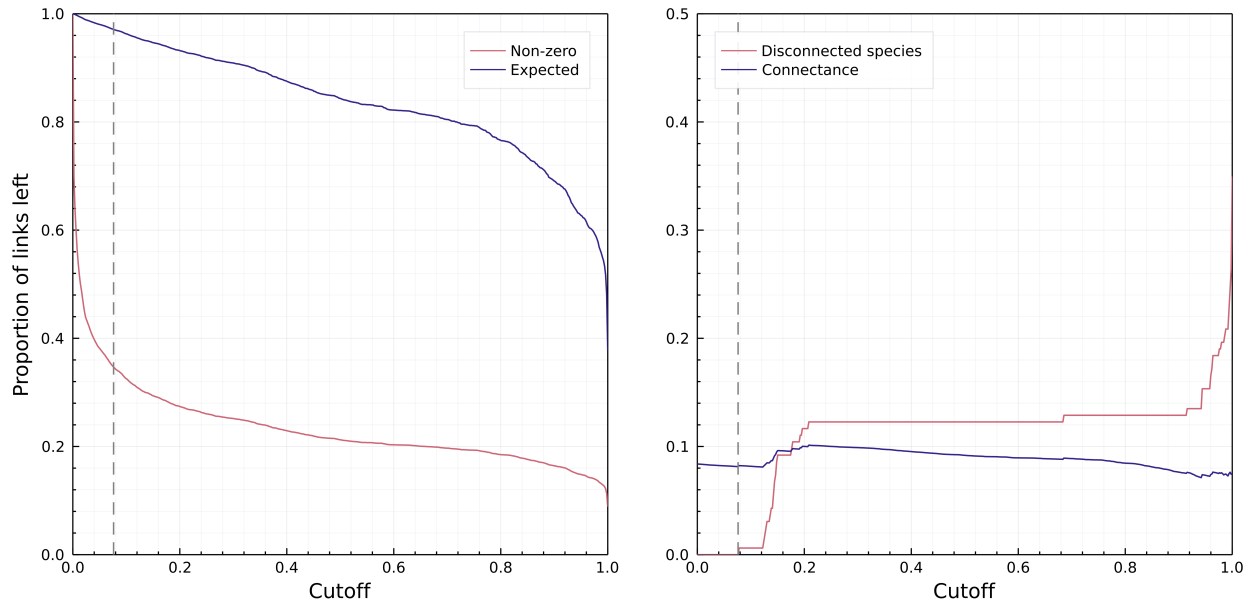 Proportion of links left
1.0
0.8
0.6
0.4
0.2
0.0
Non-zero
Expected
0.0 0.2 0.4 0.6 0.8 1.0
Cutoff
0.5
0.4
0.3
0.2
0.1
0.0
Disconnected species
Connectance
0.0 0.2 0.4 0.6 0.8 1.0
Cutoff